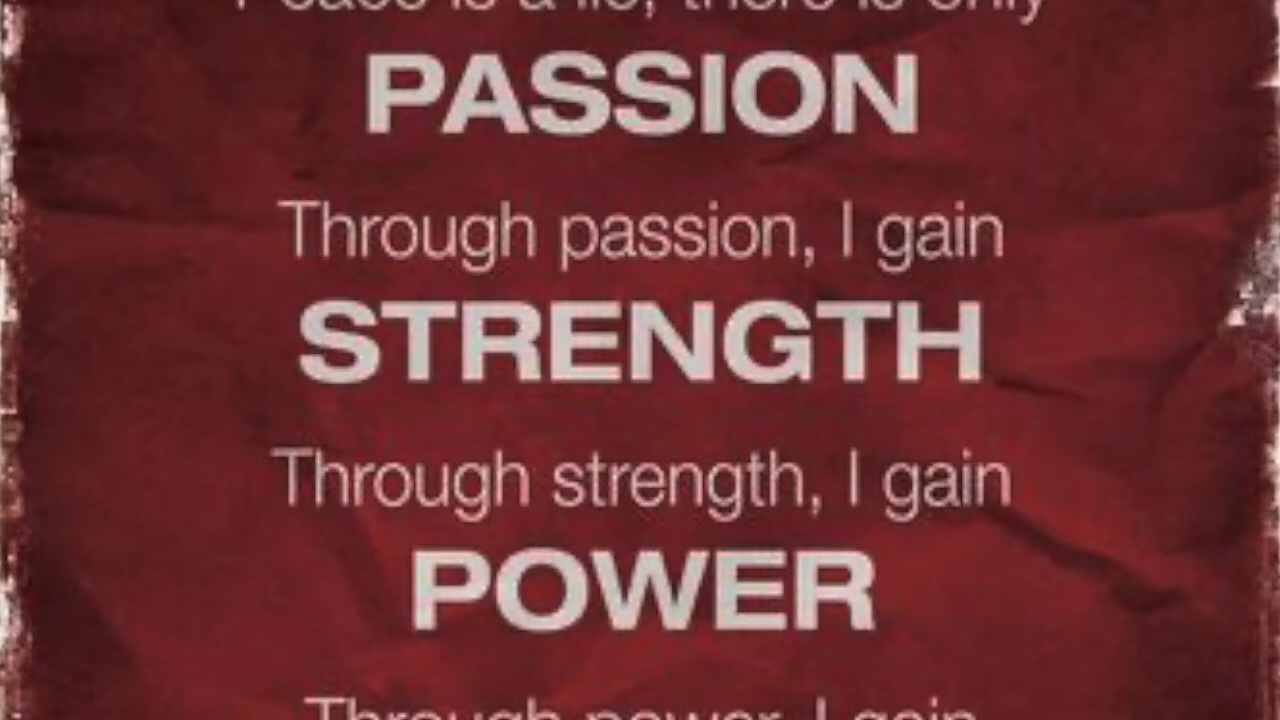 Peace is a lie, there is only
PASSION
Through passion, I gain
STRENGTH
Through strength, I gain
POWER
Through power, I gain